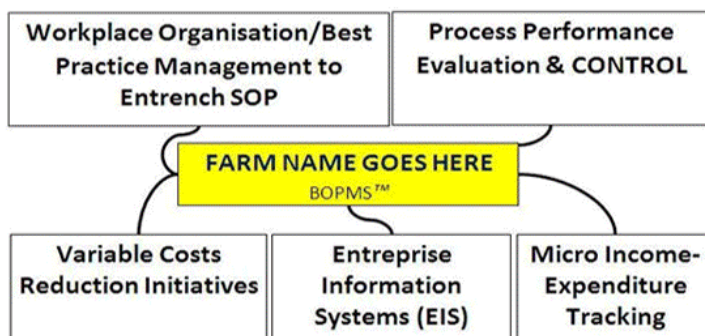 Workplace Organisation/Best
Practice Management to
Entrench SOP
Process Performance
Evaluation & CONTROL
FARM NAME GOES HERE
BOPMS™
Variable Costs
Reduction Initiatives
Entreprise
Information
Systems (EIS)
Micro Income-
Expenditure
Tracking